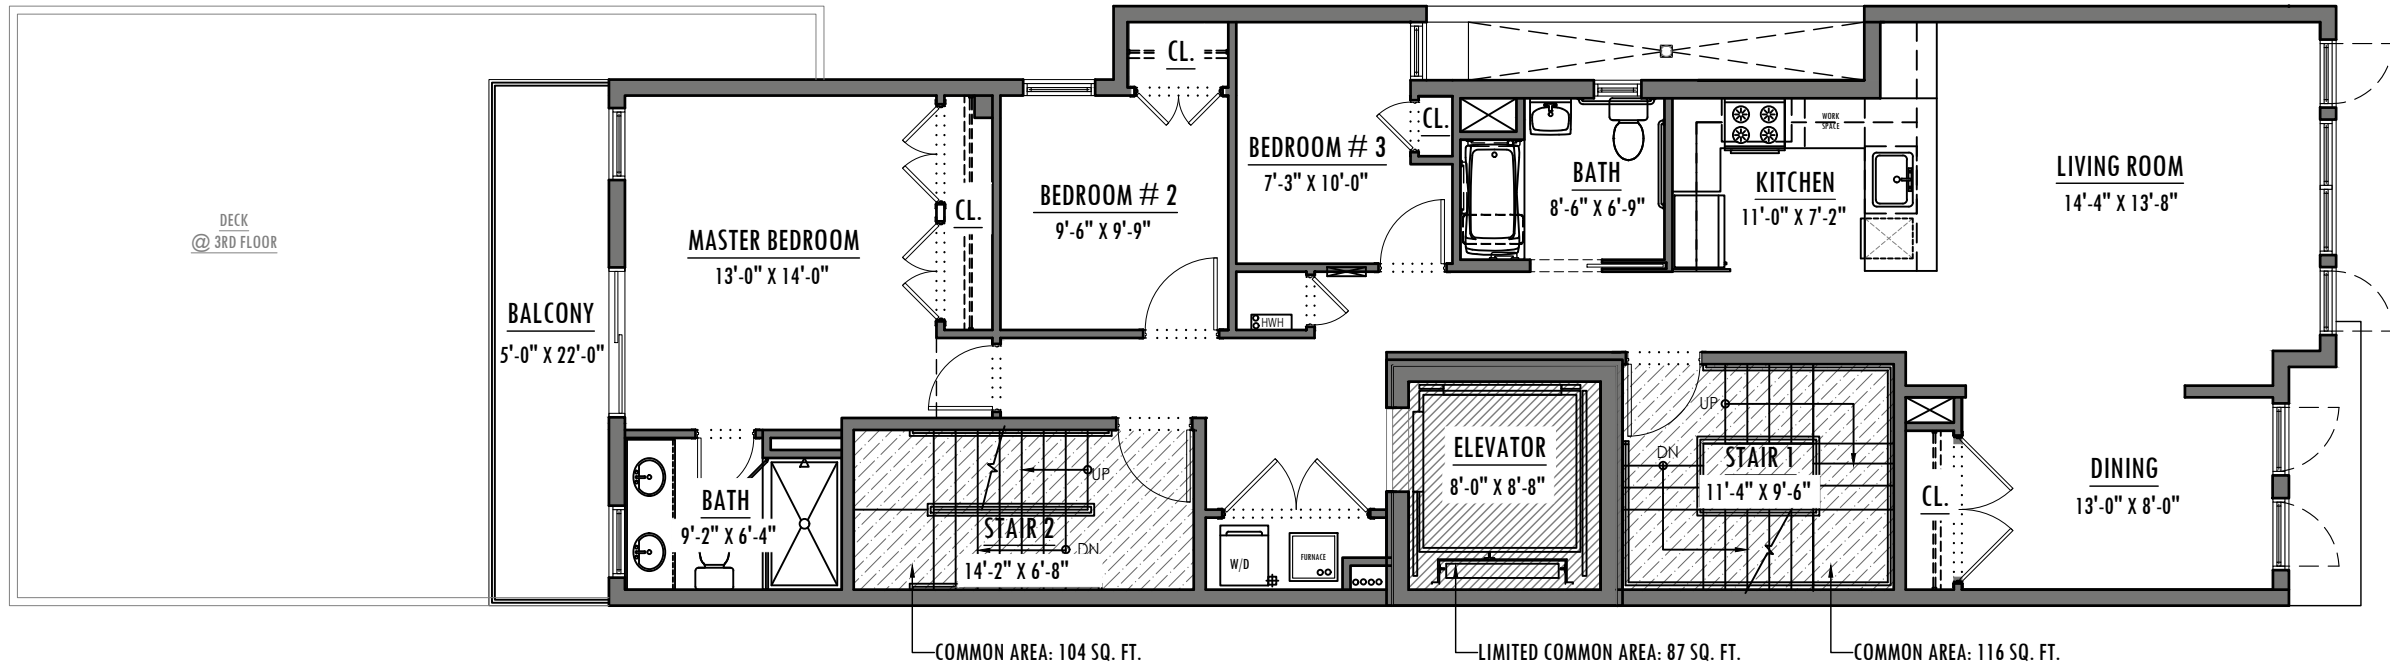 DECK
@ 3RD FLOOR
BALCONY
5'-0" X 22'-0"
MASTER BEDROOM
13'-0" X 14'-0"
CL.
BATH
9'-2" X 6'-4"
CL.
BEDROOM # 2
9'-6" X 9'-9"
BEDROOM # 3
7'-3" X 10'-0"
CL.
HWH
UP
STAIR 2
DN
14'-2" X 6'-8"
W/D
FURNACE
BATH
8'-6" X 6'-9"
KITCHEN
11'-0" X 7'-2"
WORK
SPACE
LIVING ROOM
14'-4" X 13'-8"
ELEVATOR
8'-0" X 8'-8"
UP
DN
STAIR 1
11'-4" X 9'-6"
CL.
DINING
13'-0" X 8'-0"
COMMON AREA: 104 SQ. FT.
LIMITED COMMON AREA: 87 SQ. FT.
COMMON AREA: 116 SQ. FT.